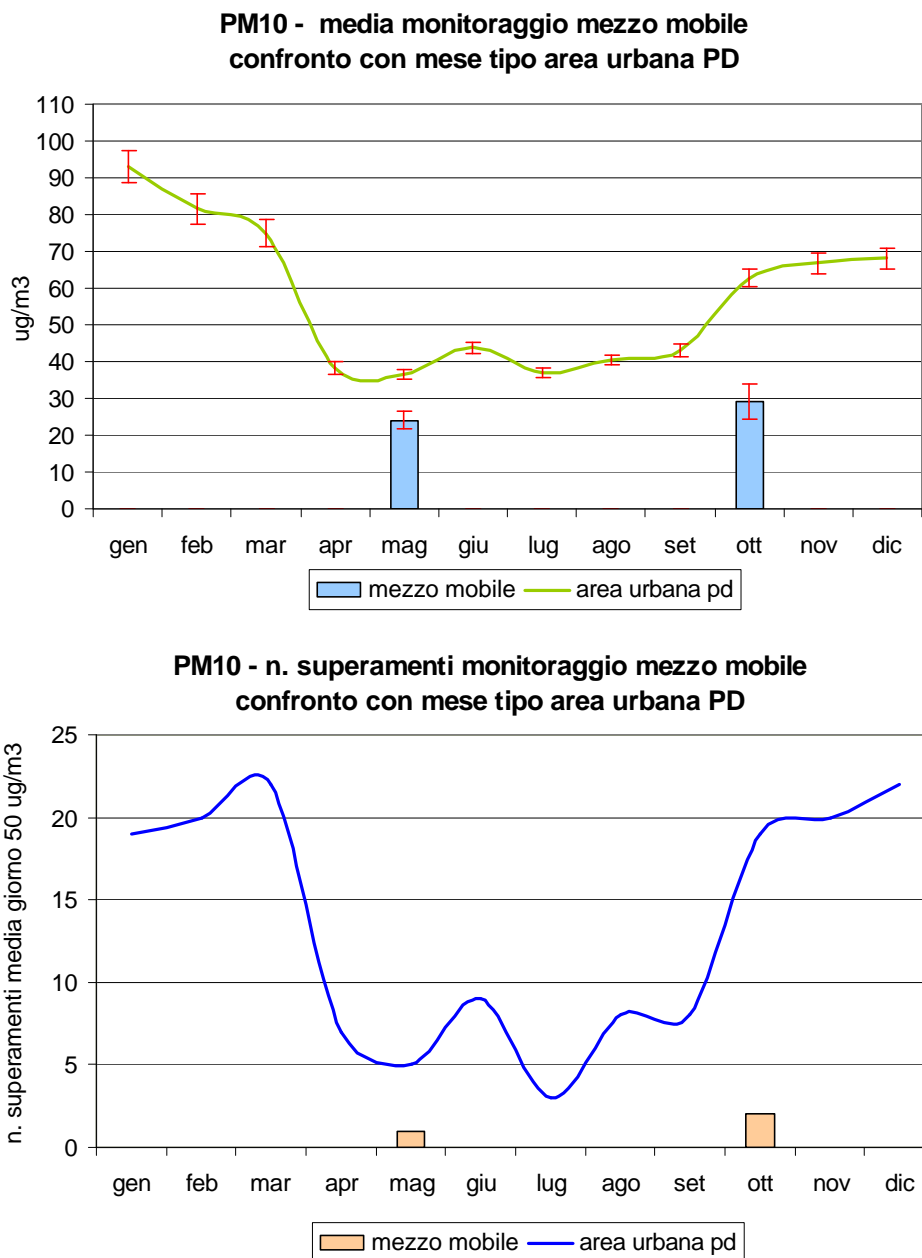 PM10 - media monitoraggio mezzo mobile
confronto con mese tipo area urbana PD
110
100
90
80
70
60
50
40
30
20
10
0
ug/m3
gen feb mar apr mag giu lug ago set ott nov dic
mezzo mobile area urbana pd
PM10 - n. superamenti monitoraggio mezzo mobile
confronto con mese tipo area urbana PD
25
20
15
10
5
0
n. superamenti media giorno 50 ug/m3
gen feb mar apr mag giu lug ago set ott nov dic
mezzo mobile area urbana pd